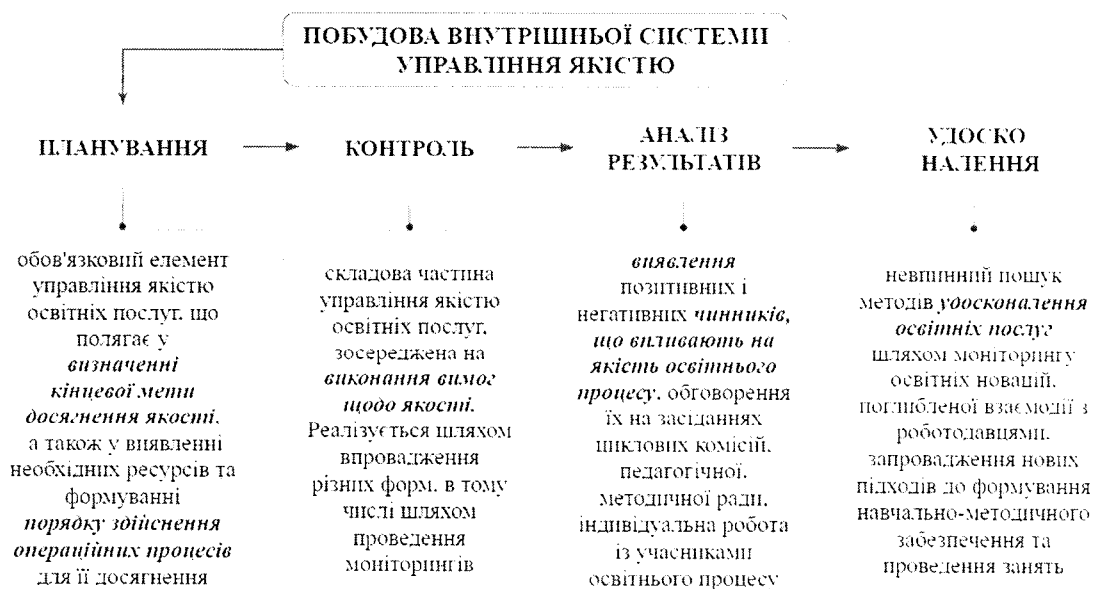 ПОБУДОВА ВНУТРІШНЬОЇ СИСТЕМИ
УПРАВЛІННЯ ЯКІСТЮ
ПЛАНУВАННЯ
КОНТРОЛЬ
АНАЛІЗ
РЕЗУЛЬТАТІВ
УДОСКО
НАЛЕННЯ
обов'язковий елемент
управління якістю
освітніх послуг, що
полягає у
визначенні
кінцевої мети
досягнення якості,
а також у виявленні
необхідних ресурсів та
формуванні
порядку здійснення
операційних процесів
для її досягнення
складова частина
управління якістю
освітніх послуг,
зосереджена на
виконання вимог
щодо якості.
Реалізується шляхом
впровадження
різних форм, в тому
числі шляхом
проведення
моніторингів
виявлення
позитивних і
негативних чинників,
що впливають на
якість освітнього
процесу, обговорення
їх на засіданнях
циклових комісій,
педагогічної,
методичної ради,
індивідуальна робота
із учасниками
освітнього процесу
невпинний пошук
методів удосконалення
освітніх послуг
шляхом моніторингу
освітніх новацій,
поглибленої взаємодії з
роботодавцями,
запровадження нових
підходів до формування
навчально-методичного
забезпечення та
проведення занять